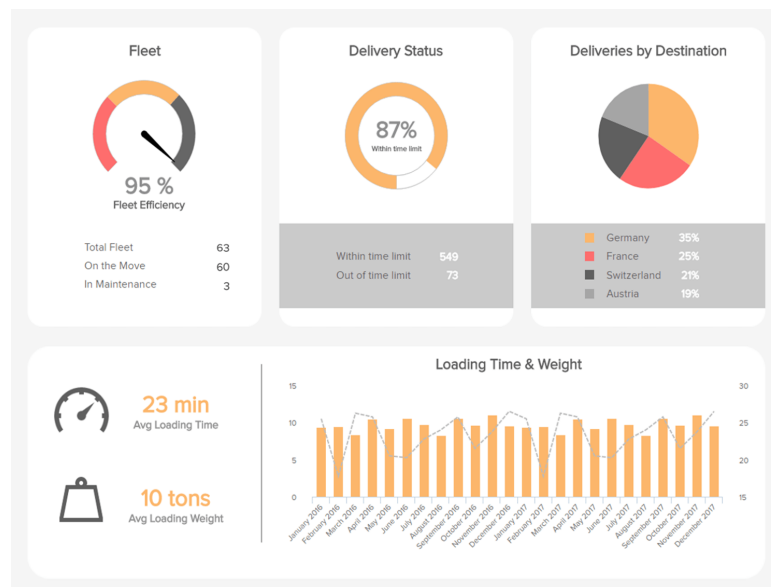 Fleet
95 %
Fleet Efficiency
Total Fleet 63
On the Move 60
In Maintenance 3
Delivery Status
87%
Within time limit
Within time limit 549
Out of time limit 73
Deliveries by Destination
Germany 35%
France 25%
Switzerland 21%
Austria 19%
23 min
Avg Loading Time
10 tons
Avg Loading Weight
Loading Time & Weight
15
10
5
0
30
25
20
15
January 2016
February 2016
March 2016
April 2016
May 2016
June 2016
July 2016
August 2016
September 2016
October 2016
November 2016
December 2016
January 2017
February 2017
March 2017
April 2017
May 2017
June 2017
July 2017
August 2017
September 2017
October 2017
November 2017
December 2017